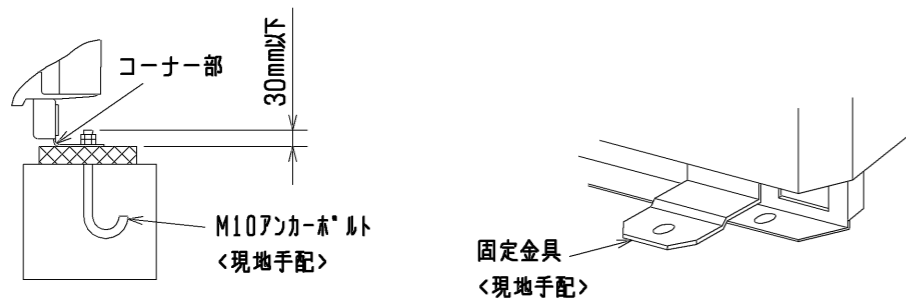 コーナー部
30mm以下
M10アンカーボルト
<現地手配>
固定金具
<現地手配>